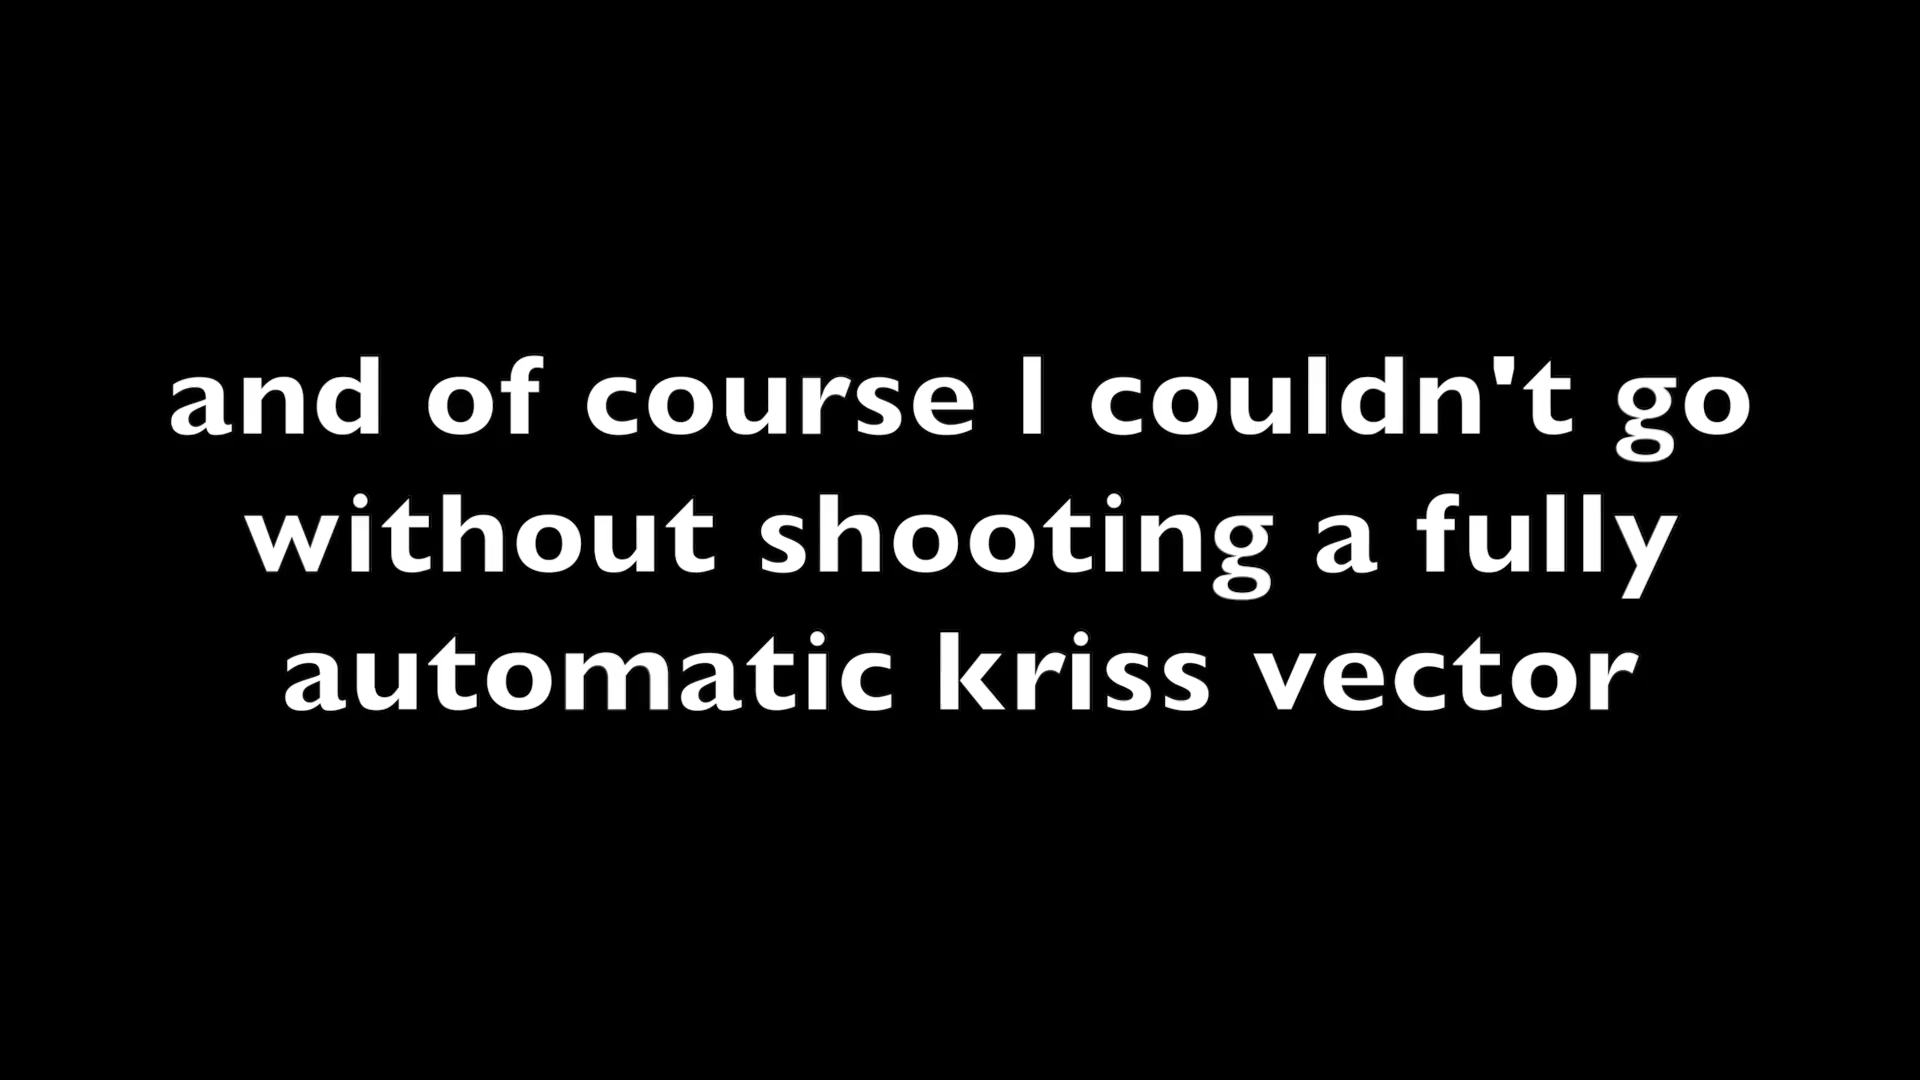 and of course I couldn't go
without shooting a fully
automatic kriss vector